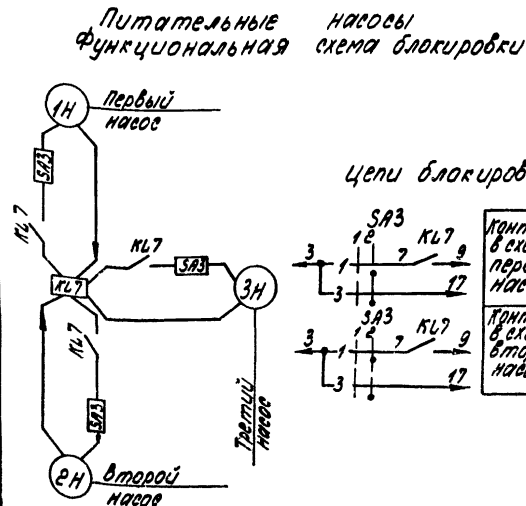 Питательные насосы
Функциональная схема блокировки
1Н
Первый
насос
SA3
KL7
KL7
SA3
KL7
3Н
KL7
SA3
Третий
насос
2Н
Второй
насос
Цепи
SA3
1 2
3
1
7
KL7
9
3
17
SA3
1 2
3
1
7
KL7
9
3
17
в
в